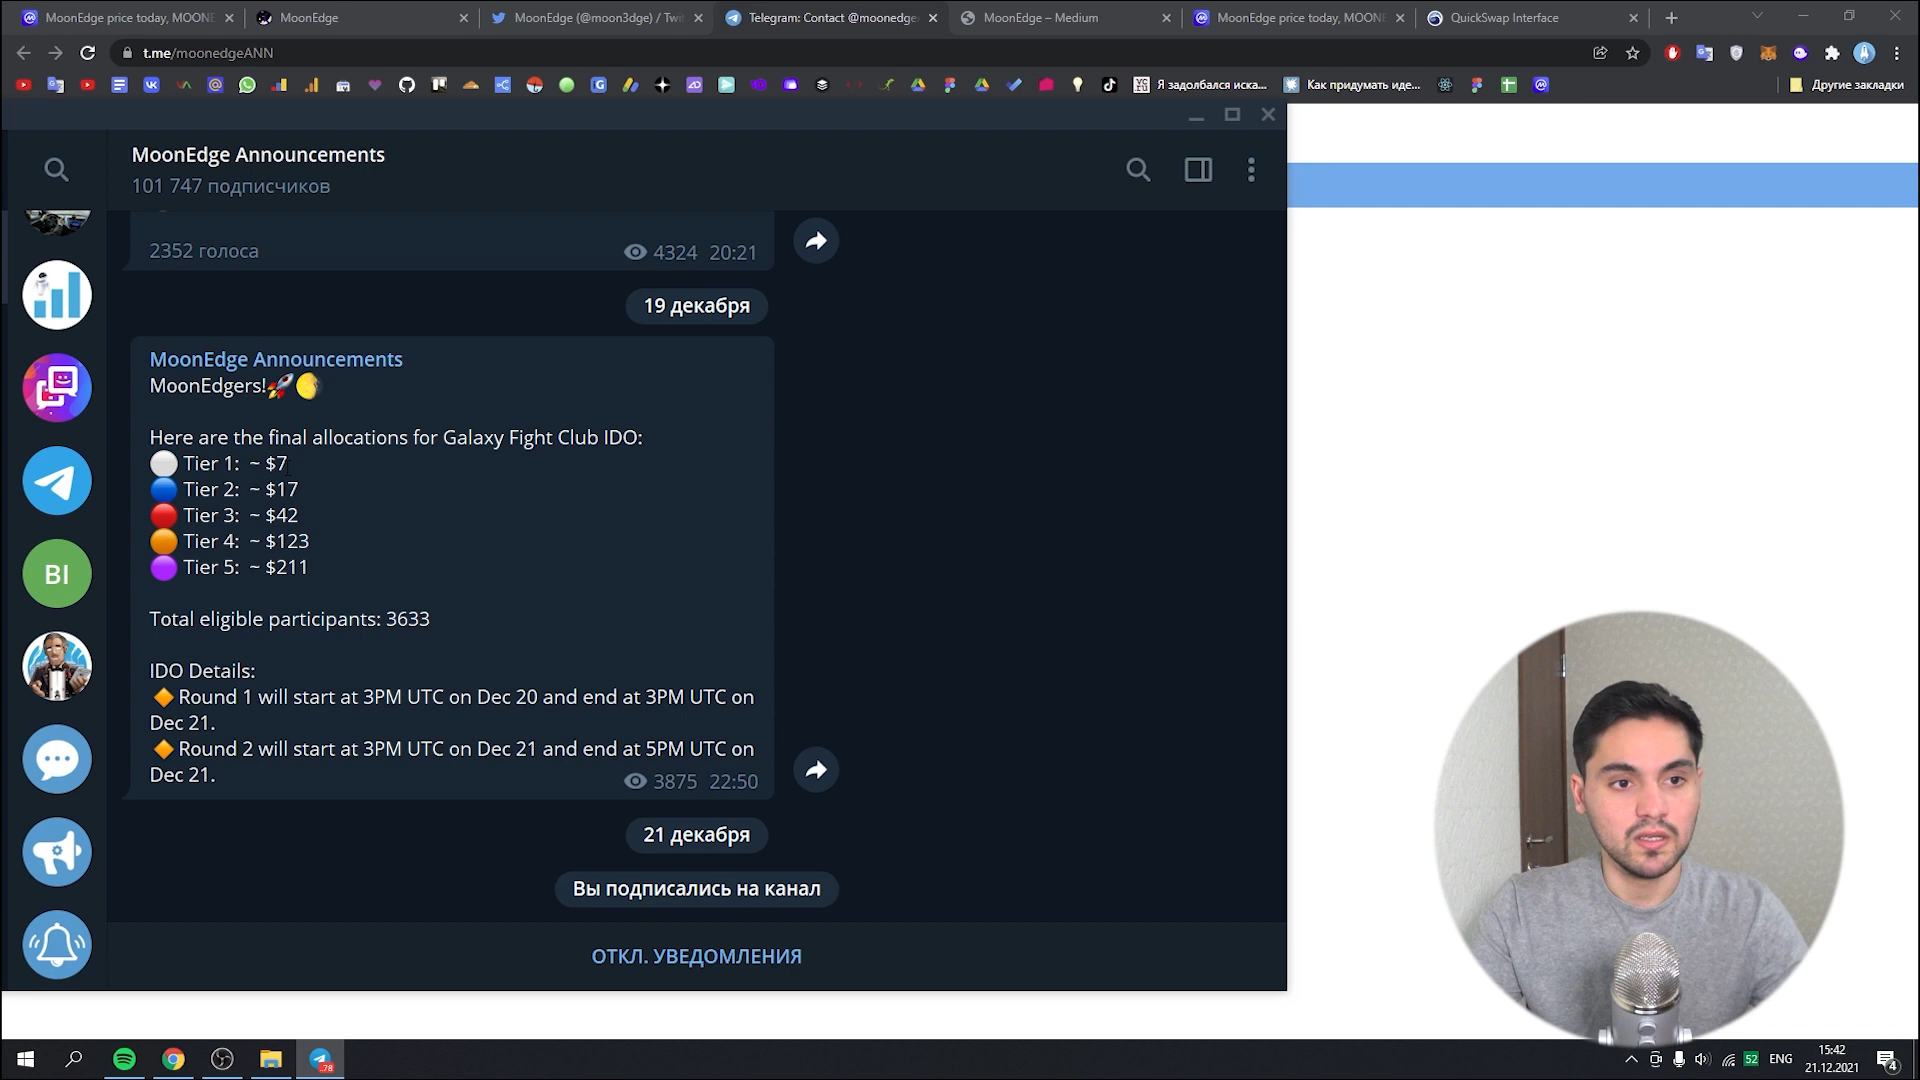 MoonEdge price today, MOONE
MoonEdge
MoonEdge (@moon3dge) / Twit
Telegram: Contact @moonedge
MoonEdge – Medium
MoonEdge price today, MOONE
QuickSwap Interface
t.me/moonedgeANN
Я задолбался иска...
Как придумать иде...
Другие закладки
MoonEdge Announcements
101 747 подписчиков
2352 голоса
4324 20:21
19 декабря
MoonEdge Announcements
MoonEdgers!🚀🌖
Here are the final allocations for Galaxy Fight Club IDO:
⚪ Tier 1: ~ $7
🔵 Tier 2: ~ $17
🔴 Tier 3: ~ $42
🟠 Tier 4: ~ $123
🟣 Tier 5: ~ $211
Total eligible participants: 3633
IDO Details:
🔶 Round 1 will start at 3PM UTC on Dec 20 and end at 3PM UTC on
Dec 21.
🔶 Round 2 will start at 3PM UTC on Dec 21 and end at 5PM UTC on
Dec 21.
3875 22:50
21 декабря
Вы подписались на канал
ОТКЛ. УВЕДОМЛЕНИЯ
BI
78
52
ENG
15:42
21.12.2021
4